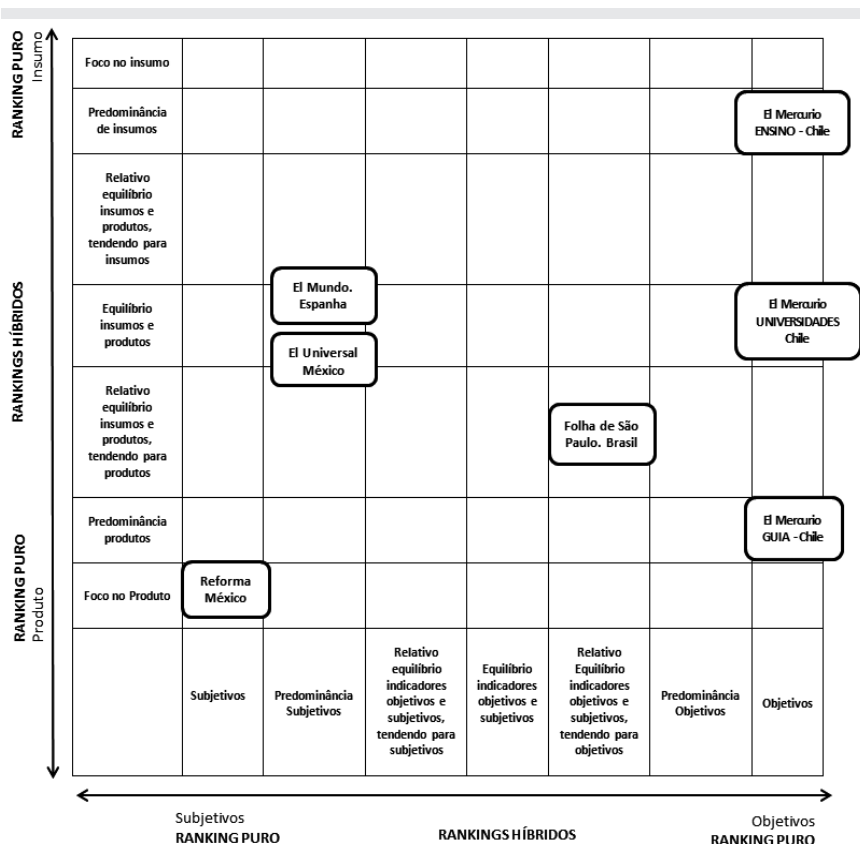 RANKING PURO
Insumo
RANKINGS HÍBRIDOS
RANKING PURO
Produto
Foco no insumo
Predominância
de insumos
El Mercurio
ENSINO - Chile
Relativo
equilíbrio
insumos e
produtos,
tendendo para
insumos
Equilíbrio
insumos e
produtos
El Mundo.
Espanha
El Universal
México
El Mercurio
UNIVERSIDADES
Chile
Relativo
equilíbrio
insumos e
produtos,
tendendo para
produtos
Folha de São
Paulo. Brasil
Predominância
produtos
El Mercurio
GUIA - Chile
Foco no Produto
Reforma
México
Subjetivos
Predominância
Subjetivos
Relativo
equilíbrio
indicadores
objetivos e
subjetivos,
tendendo para
subjetivos
Equilíbrio
indicadores
objetivos e
subjetivos
Relativo
Equilíbrio
indicadores
objetivos e
subjetivos,
tendendo para
objetivos
Predominância
Objetivos
Objetivos
Subjetivos
RANKING PURO
RANKINGS HÍBRIDOS
Objetivos
RANKING PURO